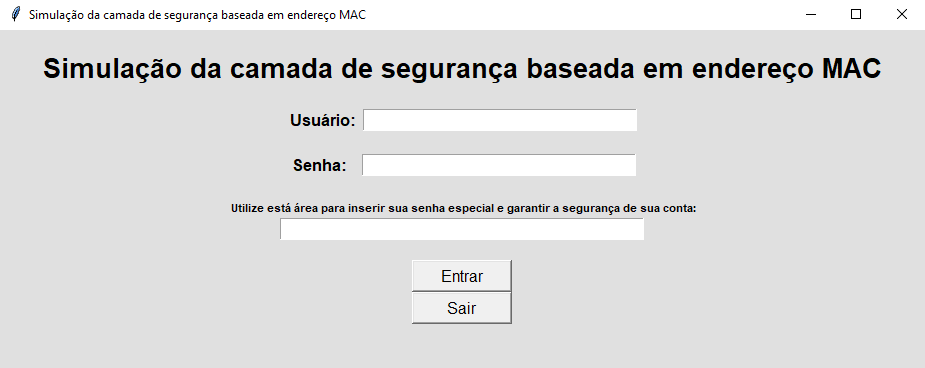 Simulação da camada de segurança baseada em endereço MAC
Simulação da camada de segurança baseada em endereço MAC
Usuário:
Senha:
Utilize está área para inserir sua senha especial e garantir a segurança de sua conta:
Entrar
Sair